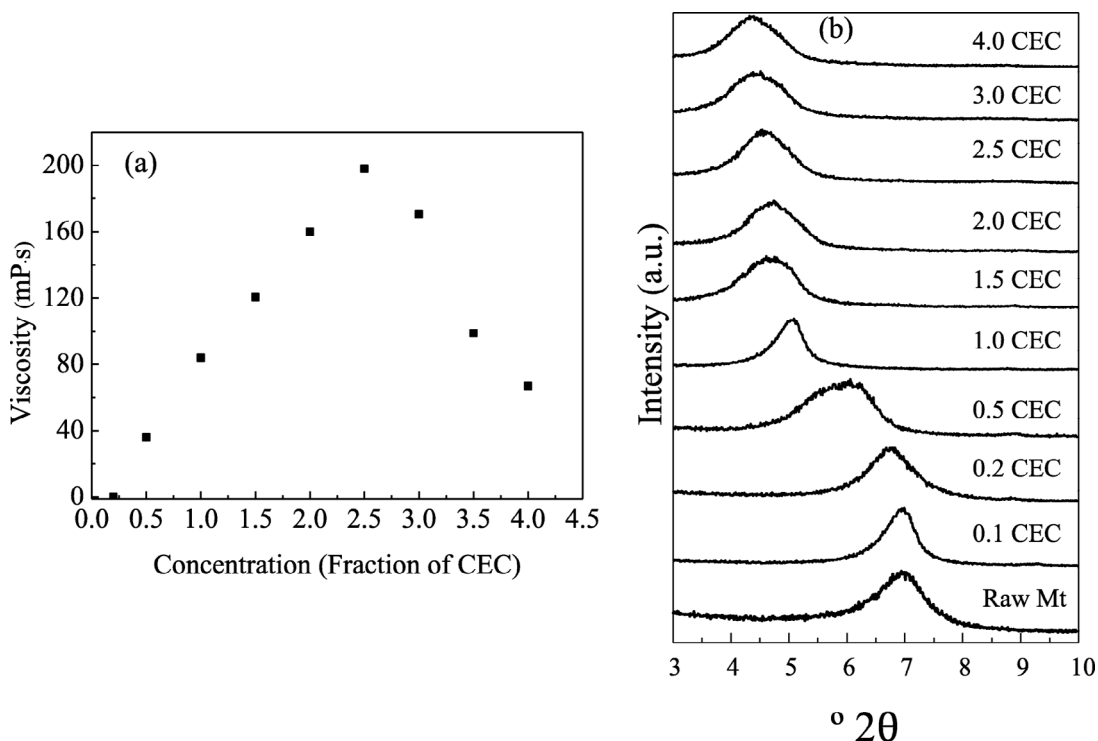 (a)
200
160
120
80
40
0
0.0 0.5 1.0 1.5 2.0 2.5 3.0 3.5 4.0 4.5
Viscosity (mP·s)
Concentration (Fraction of CEC)
(b)
4.0 CEC
3.0 CEC
2.5 CEC
2.0 CEC
1.5 CEC
1.0 CEC
0.5 CEC
0.2 CEC
0.1 CEC
Raw Mt
Intensity (a.u.)
3 4 5 6 7 8 9 10
º 2θ